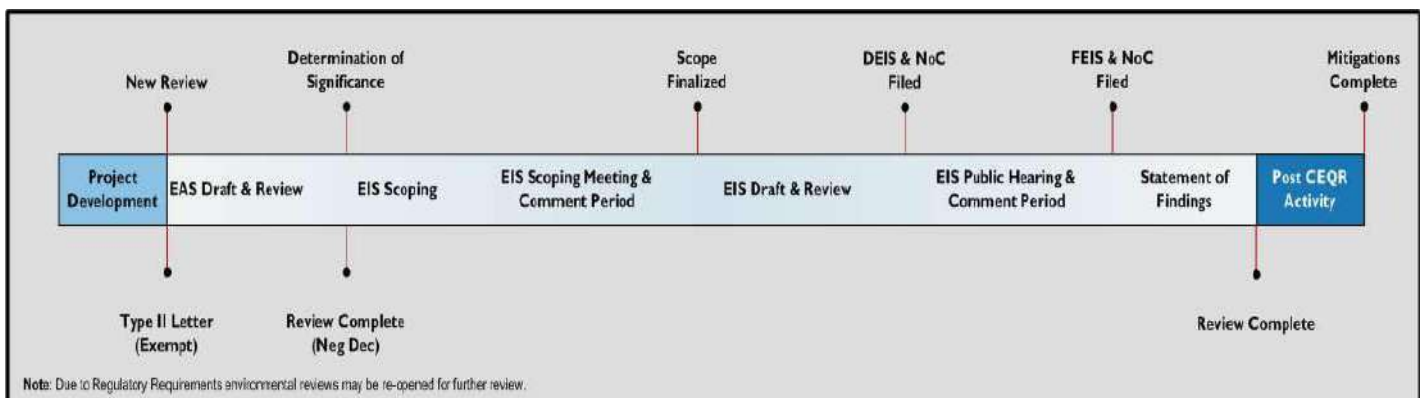 New Review
Determination of
Significance
Scope
Finalized
DEIS & NoC
Filed
FEIS & NoC
Filed
Mitigations
Complete
Project
Development
EAS Draft & Review
EIS Scoping
EIS Scoping Meeting &
Comment Period
EIS Draft & Review
EIS Public Hearing &
Comment Period
Statement of
Findings
Post CEQR
Activity
Type II Letter
(Exempt)
Review Complete
(Neg Dec)
Review Complete
Note: Due to Regulatory Requirements environmental reviews may be re-opened for further review.